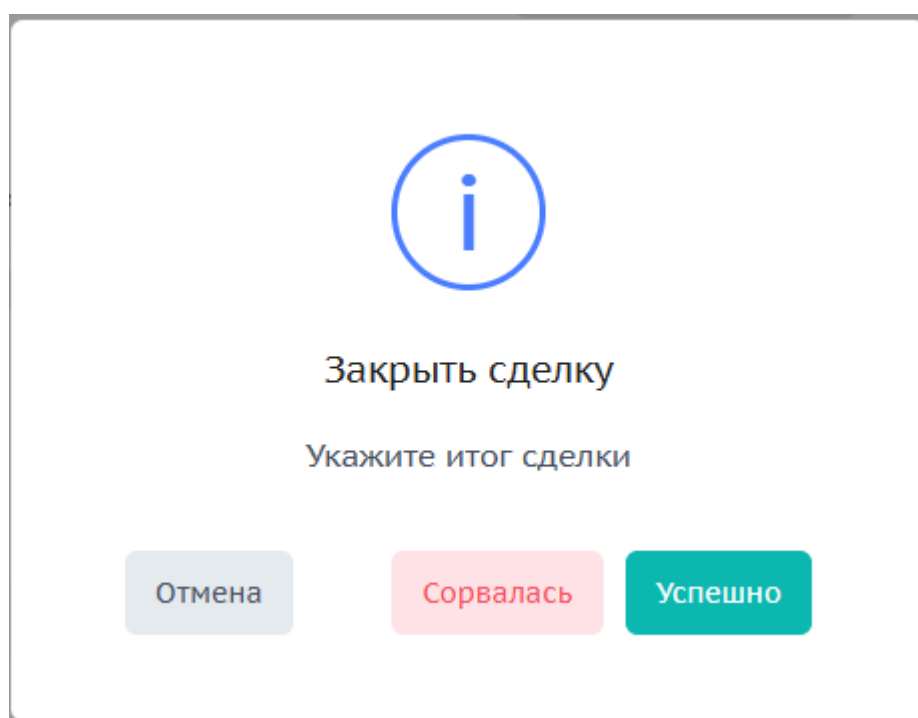 Закрыть сделку
Укажите итог сделки
Отмена Сорвалась Успешно